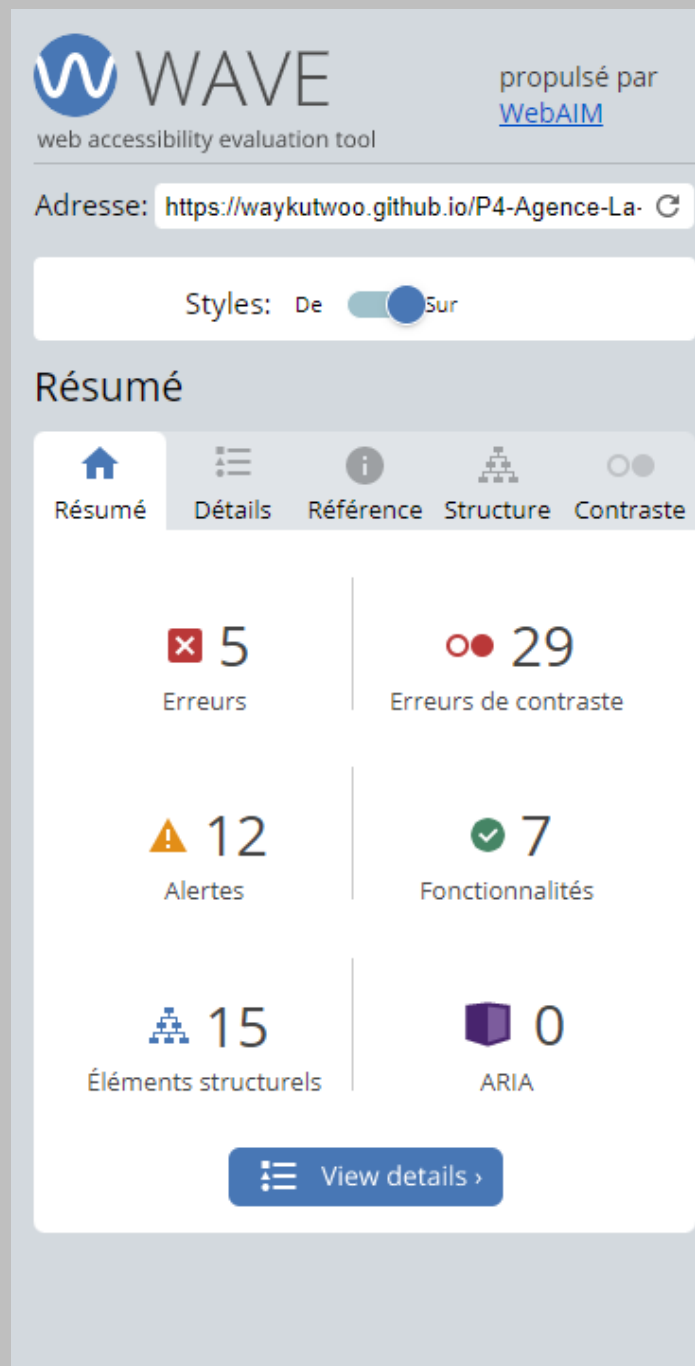 WAVE
propulsé par
WebAIM
web accessibility evaluation tool
Adresse: https://waykutwoo.github.io/P4-Agence-La-
Styles: De Sur
Résumé
Résumé Détails Référence Structure Contraste
5 29
Erreurs Erreurs de contraste
12 7
Alertes Fonctionnalités
15 0
Éléments structurels ARIA
View details ›